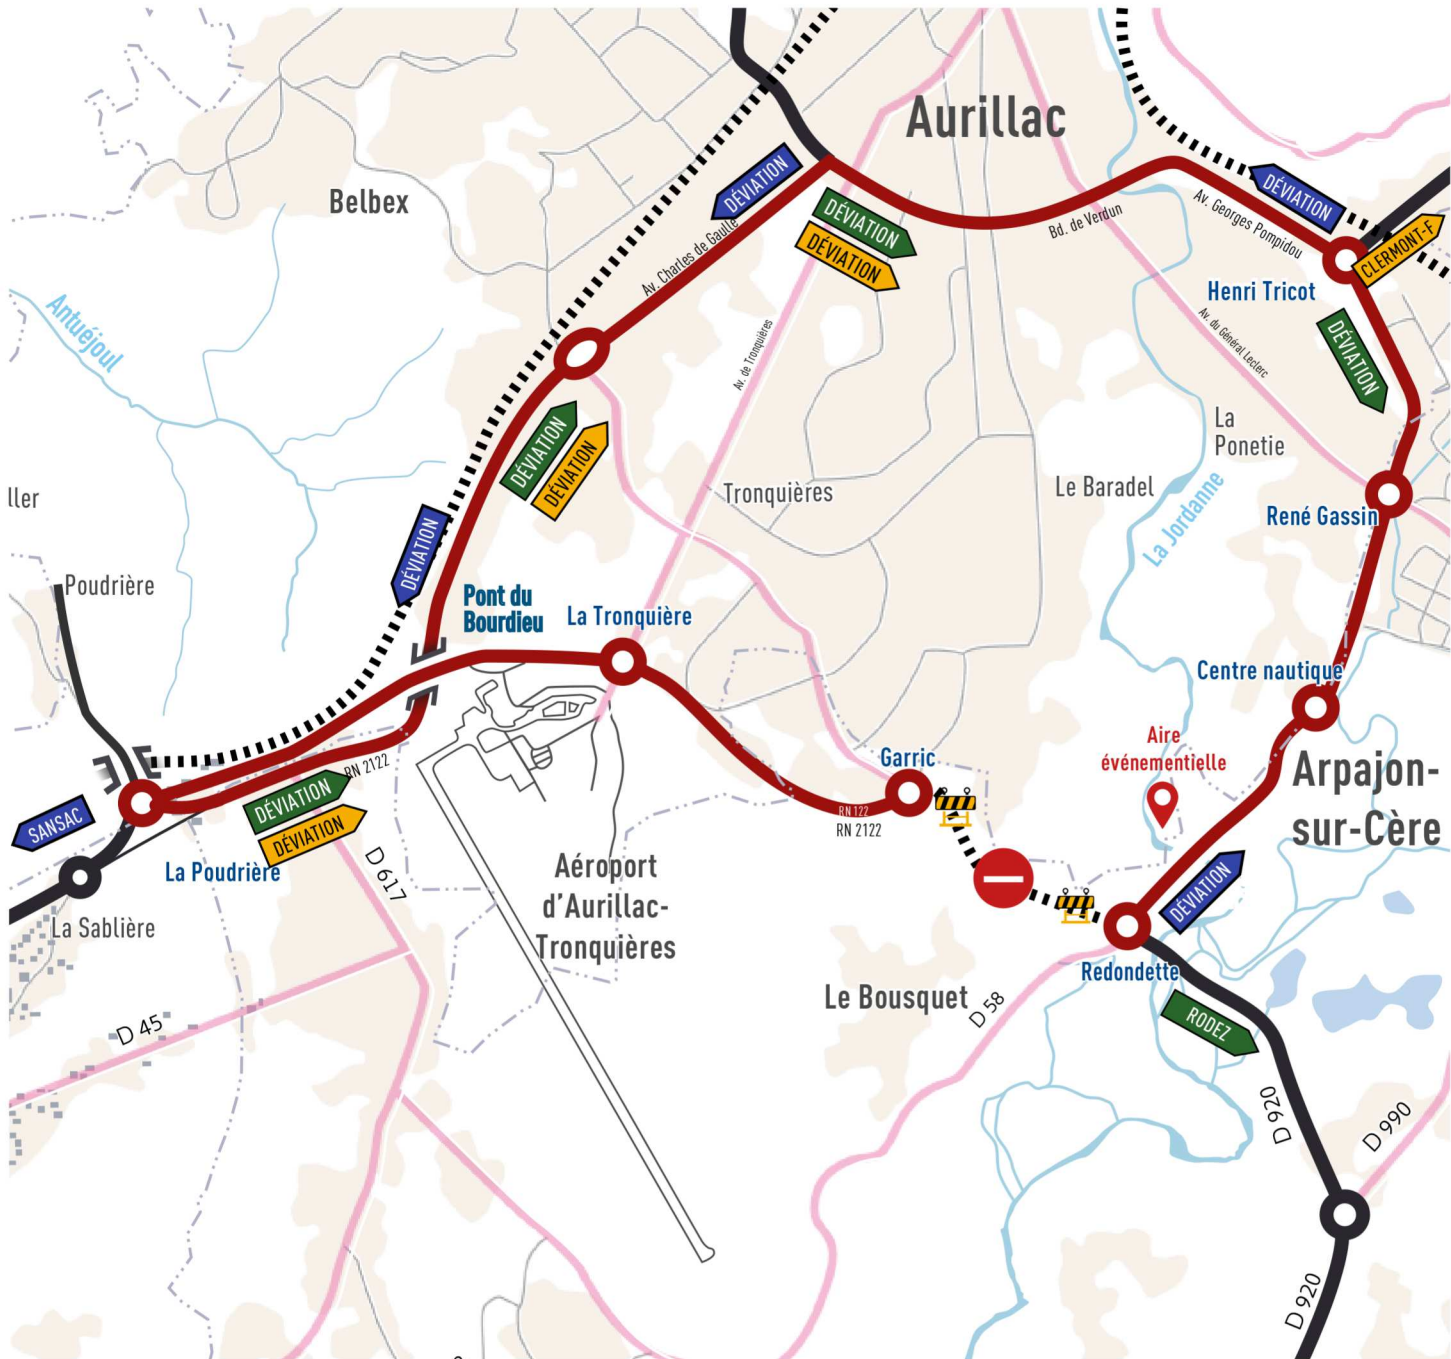 Aurillac
Belbex
DÉVIATION
DÉVIATION
CLERMONT-F
DÉVIATION
DÉVIATION
Av. Charles de Gaulle
Bd. de Verdun
Av. Georges Pompidou
Henri Tricot
Antuéjoul
Av. de Tronquières
Av. du Général Leclerc
DÉVIATION
La
Ponetie
DÉVIATION
DÉVIATION
Tronquières
Le Baradel
La Jordanne
René Gassin
ller
DÉVIATION
Poudrière
Pont du
Bourdieu
La Tronquière
Centre nautique
Aire
événementielle
Arpajon-
sur-Cère
Garric
RN 2122
DÉVIATION
DÉVIATION
SANSAC
RN 122
RN 2122
La Poudrière
D 617
Aéroport
d'Aurillac-
Tronquières
La Sablière
DÉVIATION
Redondette
Le Bousquet
D 58
RODEZ
D 45
D 920
D 990
D 920